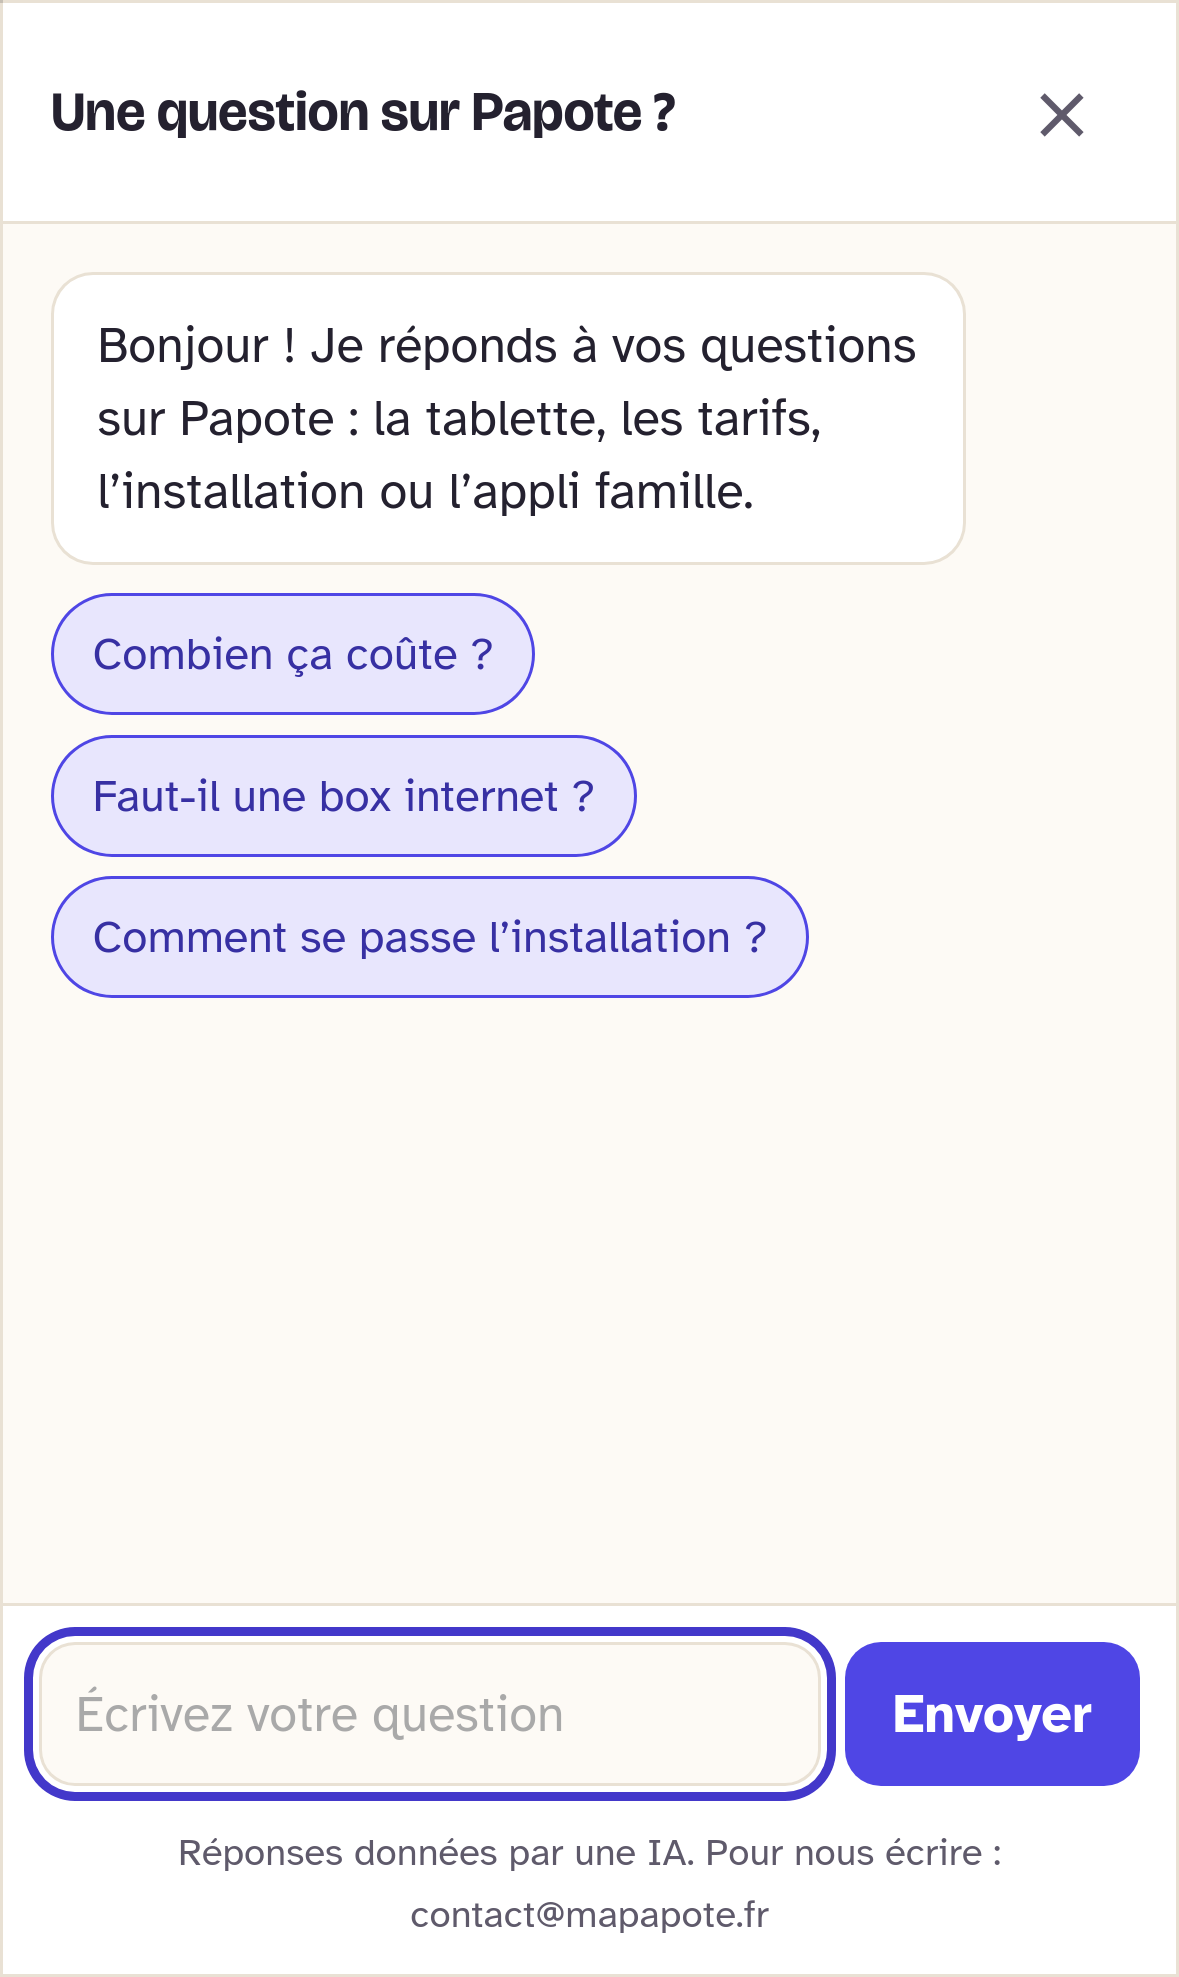 Une question sur Papote ?
Bonjour ! Je réponds à vos questions
sur Papote : la tablette, les tarifs,
l’installation ou l’appli famille.
Combien ça coûte ?
Faut-il une box internet ?
Comment se passe l’installation ?
Écrivez votre question
Envoyer
Réponses données par une IA. Pour nous écrire :
contact@mapapote.fr